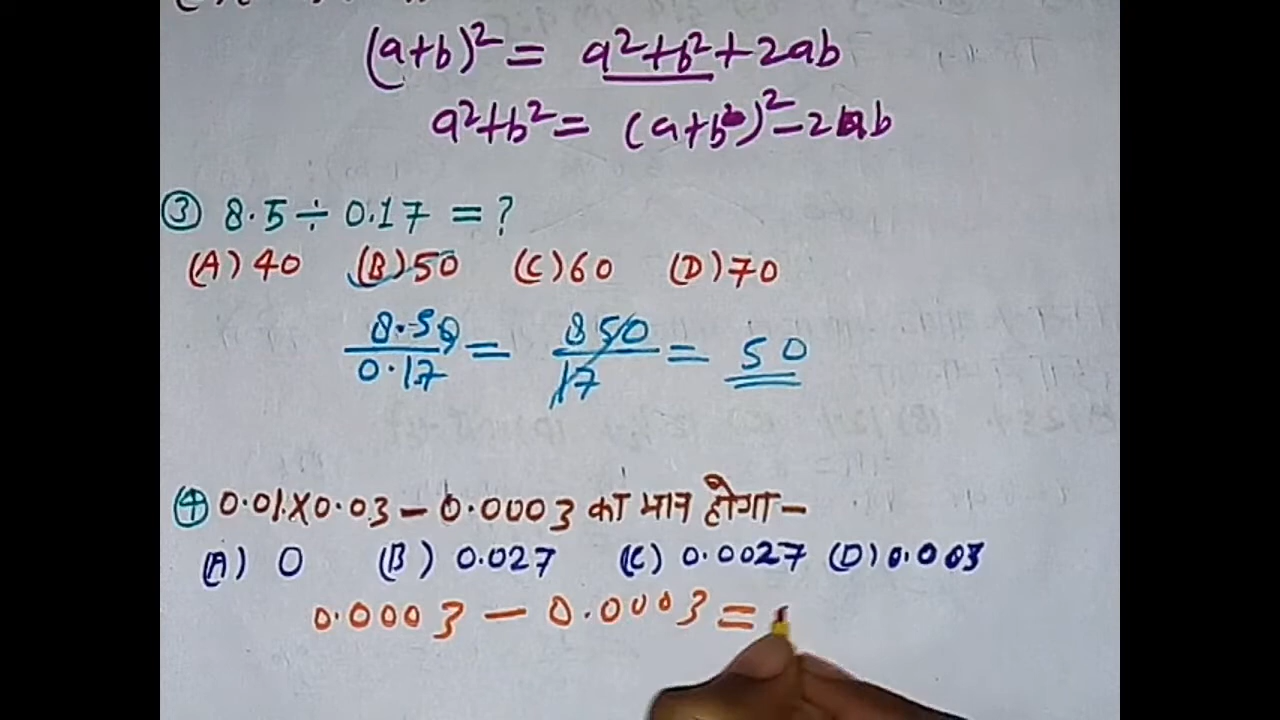 (a+b)² = a²+b²+2ab
a²+b² = (a+b)²-2ab
③ 8.5÷0.17 = ?
(A) 40 (B) 50 (C) 60 (D) 70
8.50/0.17 = 850/17 = 50
④ 0.01×0.03 - 0.0003 का मान होगा-
(A) 0 (B) 0.027 (C) 0.0027 (D) 0.003
0.0003 - 0.0003 =